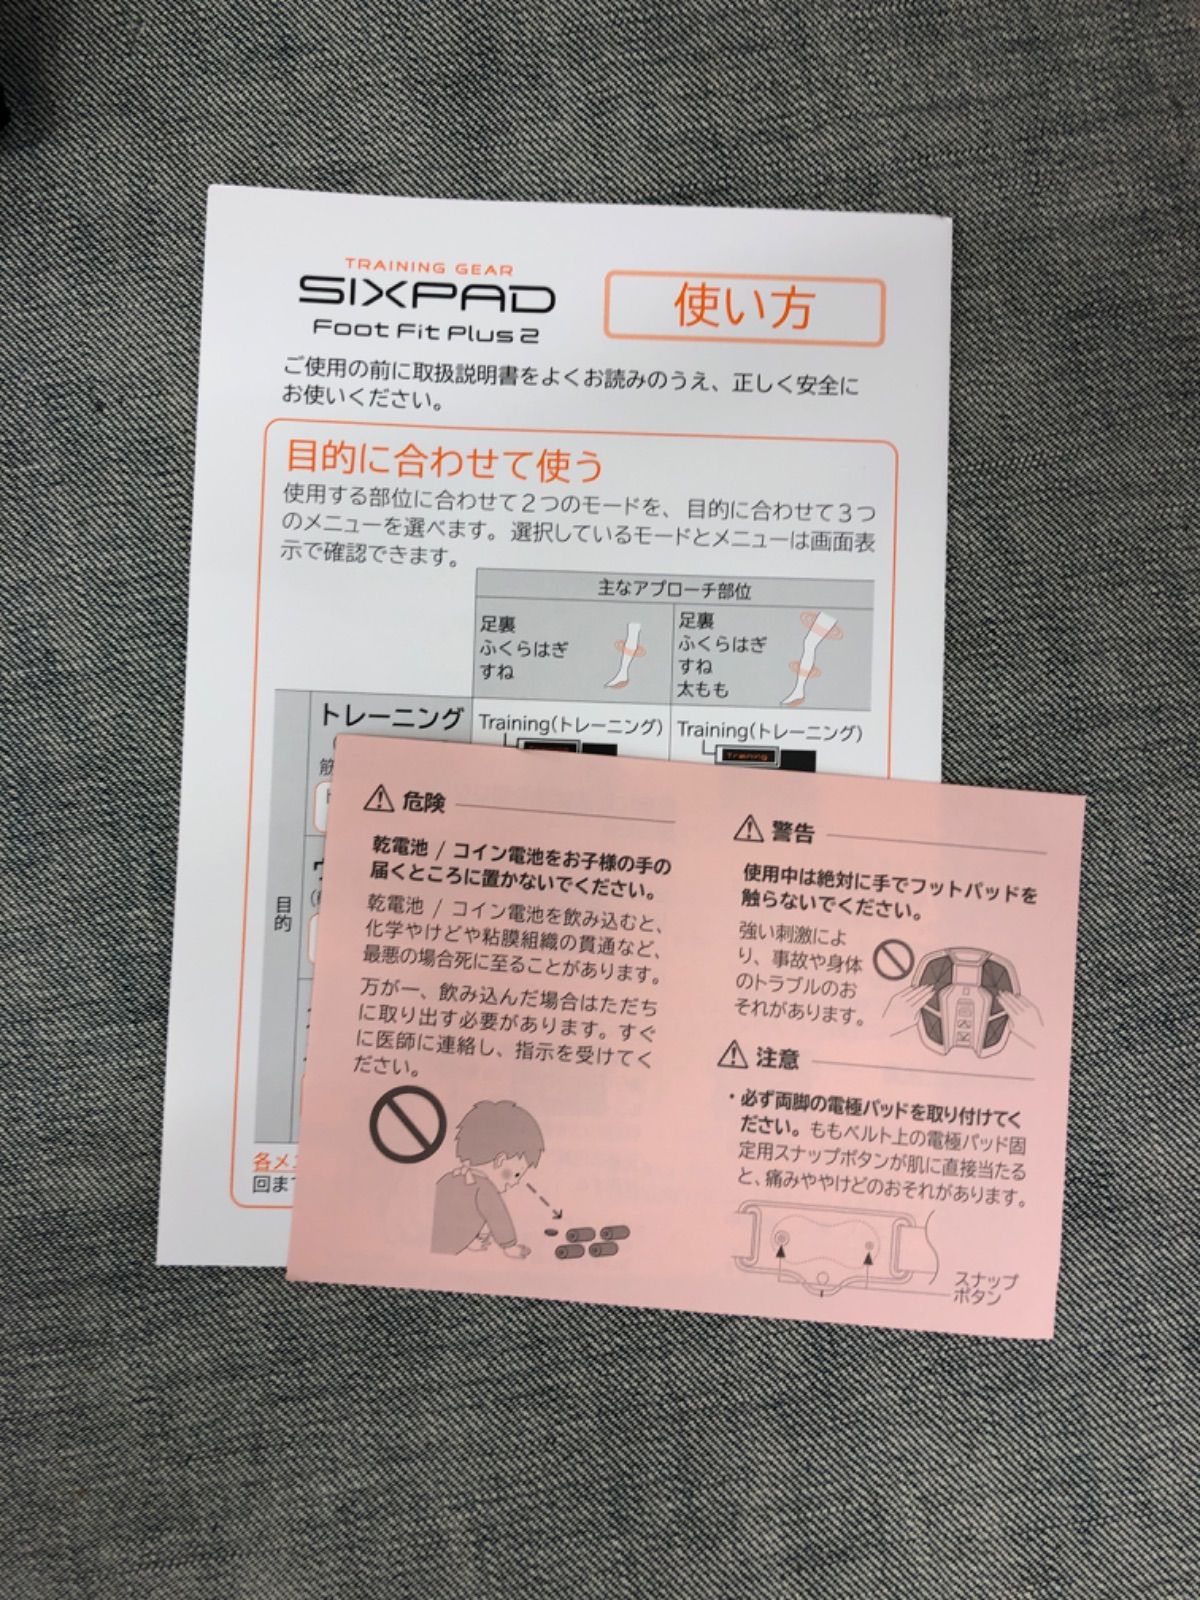 TRAINING GEAR
SIXPAD
Foot Fit Plus 2
使い方
ご使用の前に取扱説明書をよくお読みのうえ、正しく安全に
お使いください。
目的に合わせて使う
使用する部位に合わせて2つのモードを、目的に合わせて3つ
のメニューを選べます。選択しているモードとメニューは画面表
示で確認できます。
主なアプローチ部位
足裏
ふくらはぎ
すね
足裏
ふくらはぎ
すね
太もも
目的
トレーニング
Training(トレーニング)
Training(トレーニング)
Training
筋
各メ
回ま
危険
乾電池 / コイン電池をお子様の手の
届くところに置かないでください。
乾電池 / コイン電池を飲み込むと、
化学やけどや粘膜組織の貫通など、
最悪の場合死に至ることがあります。
万が一、飲み込んだ場合はただち
に取り出す必要があります。すぐ
に医師に連絡し、指示を受けてく
ださい。
警告
使用中は絶対に手でフットパッドを
触らないでください。
強い刺激によ
り、事故や身体
のトラブルのお
それがあります。
注意
・必ず両脚の電極パッドを取り付けてく
ださい。ももベルト上の電極パッド固
定用スナップボタンが肌に直接当たる
と、痛みややけどのおそれがあります。
スナップ
ボタン